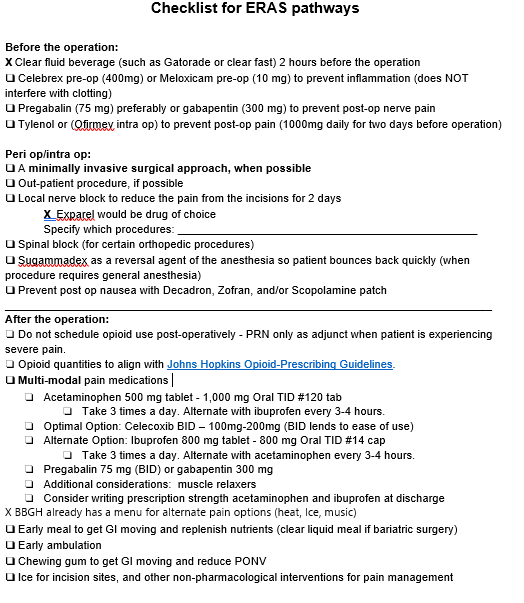 Checklist for ERAS pathways
Before the operation:
X Clear fluid beverage (such as Gatorade or clear fast) 2 hours before the operation
❑ Celebrex pre-op (400mg) or Meloxicam pre-op (10 mg) to prevent inflammation (does NOT
interfere with clotting)
❑ Pregabalin (75 mg) preferably or gabapentin (300 mg) to prevent post-op nerve pain
❑ Tylenol or (Ofirmev intra op) to prevent post-op pain (1000mg daily for two days before operation)
Peri op/intra op:
❑ A minimally invasive surgical approach, when possible
❑ Out-patient procedure, if possible
❑ Local nerve block to reduce the pain from the incisions for 2 days
X Exparel would be drug of choice
Specify which procedures: ____________________
❑ Spinal block (for certain orthopedic procedures)
❑ Sugammadex as a reversal agent of the anesthesia so patient bounces back quickly (when
procedure requires general anesthesia)
❑ Prevent post op nausea with Decadron, Zofran, and/or Scopolamine patch
After the operation:
❑ Do not schedule opioid use post-operatively - PRN only as adjunct when patient is experiencing
severe pain.
❑ Opioid quantities to align with Johns Hopkins Opioid-Prescribing Guidelines.
❑ Multi-modal pain medications
❑ Acetaminophen 500 mg tablet - 1,000 mg Oral TID #120 tab
❑ Take 3 times a day. Alternate with ibuprofen every 3-4 hours.
❑ Optimal Option: Celecoxib BID – 100mg-200mg (BID lends to ease of use)
❑ Alternate Option: Ibuprofen 800 mg tablet - 800 mg Oral TID #14 cap
❑ Take 3 times a day. Alternate with acetaminophen every 3-4 hours.
❑ Pregabalin 75 mg (BID) or gabapentin 300 mg
❑ Additional considerations: muscle relaxers
❑ Consider writing prescription strength acetaminophen and ibuprofen at discharge
X BBGH already has a menu for alternate pain options (heat, Ice, music)
❑ Early meal to get GI moving and replenish nutrients (clear liquid meal if bariatric surgery)
❑ Early ambulation
❑ Chewing gum to get GI moving and reduce PONV
❑ Ice for incision sites, and other non-pharmacological interventions for pain management